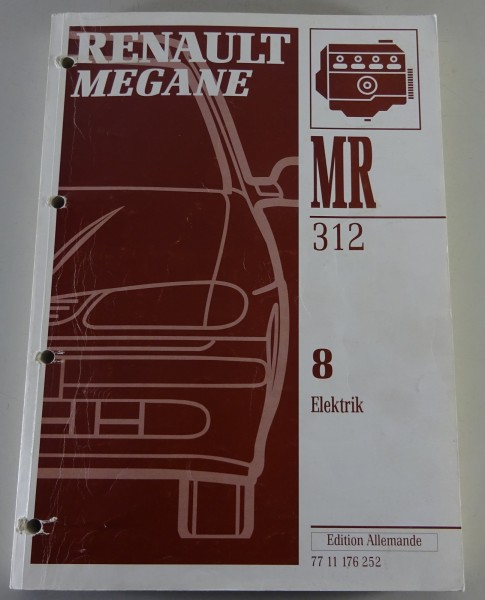 RENAULT
MEGANE
MR
312
8
Elektrik
Edition Allemande
77 11 176 252